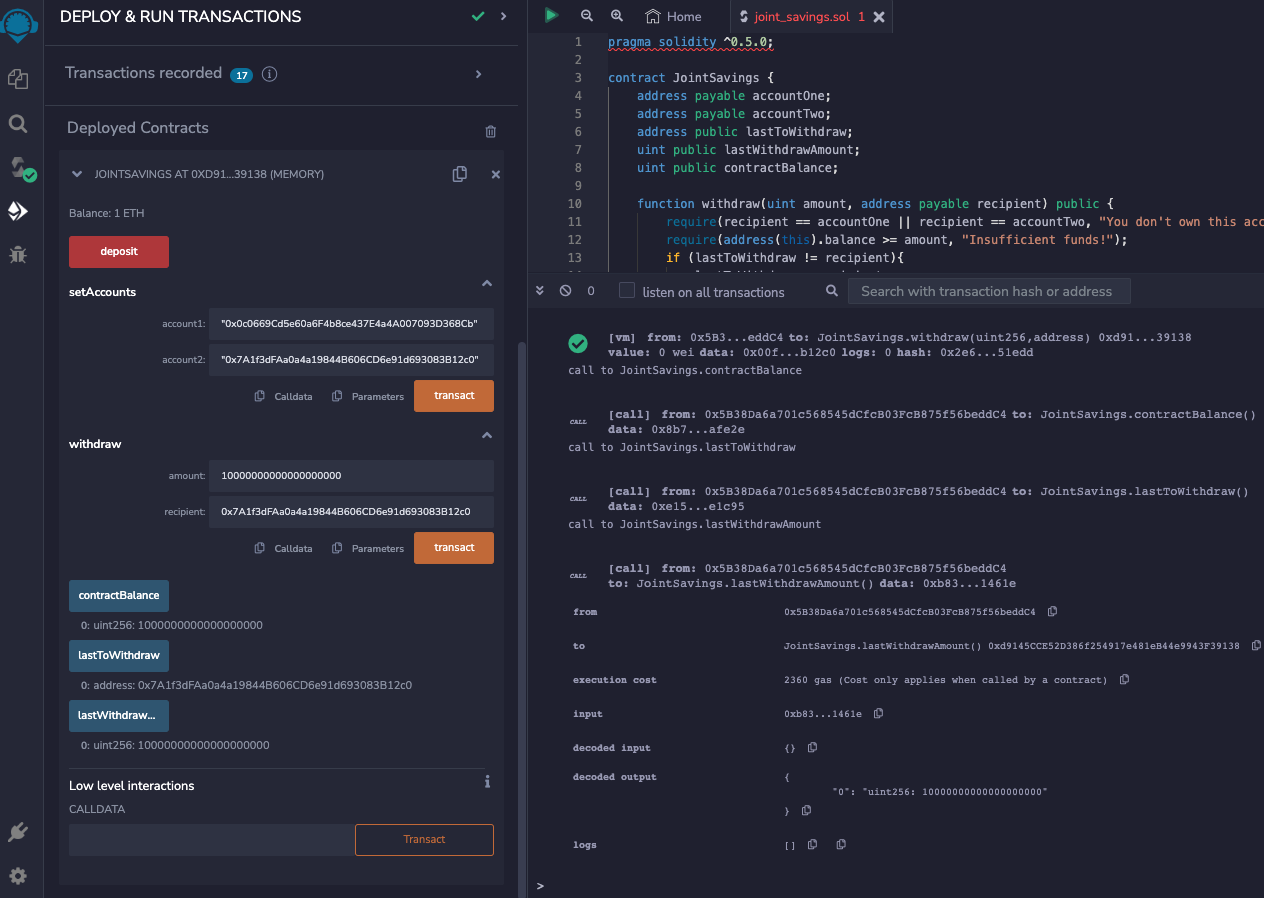 DEPLOY & RUN TRANSACTIONS
Transactions recorded 17 i
Deployed Contracts
JOINTSAVINGS AT 0XD91...39138 (MEMORY)
Balance: 1 ETH
deposit
setAccounts
account1: "0x0c0669Cd5e60a6F4b8ce437E4a4A007093D368Cb"
account2: "0x7A1f3dFAa0a4a19844B606CD6e91d693083B12c0"
Calldata Parameters transact
withdraw
amount: 10000000000000000000
recipient: 0x7A1f3dFAa0a4a19844B606CD6e91d693083B12c0
Calldata Parameters transact
contractBalance
0: uint256: 1000000000000000000
lastToWithdraw
0: address: 0x7A1f3dFAa0a4a19844B606CD6e91d693083B12c0
lastWithdraw...
0: uint256: 10000000000000000000
Low level interactions i
CALLDATA
Transact
Home joint_savings.sol 1
1 pragma solidity ^0.5.0;
2
3 contract JointSavings {
4 address payable accountOne;
5 address payable accountTwo;
6 address public lastToWithdraw;
7 uint public lastWithdrawAmount;
8 uint public contractBalance;
9
10 function withdraw(uint amount, address payable recipient) public {
11 require(recipient == accountOne || recipient == accountTwo, "You don't own this acc
12 require(address(this).balance >= amount, "Insufficient funds!");
13 if (lastToWithdraw != recipient){
0 listen on all transactions Search with transaction hash or address
[vm] from: 0x5B3...eddC4 to: JointSavings.withdraw(uint256,address) 0xd91...39138
value: 0 wei data: 0x00f...b12c0 logs: 0 hash: 0x2e6...51edd
call to JointSavings.contractBalance
CALL [call] from: 0x5B38Da6a701c568545dCfcB03FcB875f56beddC4 to: JointSavings.contractBalance()
data: 0x8b7...afe2e
call to JointSavings.lastToWithdraw
CALL [call] from: 0x5B38Da6a701c568545dCfcB03FcB875f56beddC4 to: JointSavings.lastToWithdraw()
data: 0xe15...e1c95
call to JointSavings.lastWithdrawAmount
CALL [call] from: 0x5B38Da6a701c568545dCfcB03FcB875f56beddC4
to: JointSavings.lastWithdrawAmount() data: 0xb83...1461e
from 0x5B38Da6a701c568545dCfcB03FcB875f56beddC4
to JointSavings.lastWithdrawAmount() 0xd9145CCE52D386f254917e481eB44e9943F39138
execution cost 2360 gas (Cost only applies when called by a contract)
input 0xb83...1461e
decoded input {}
decoded output {
"0": "uint256: 10000000000000000000"
}
logs []
>